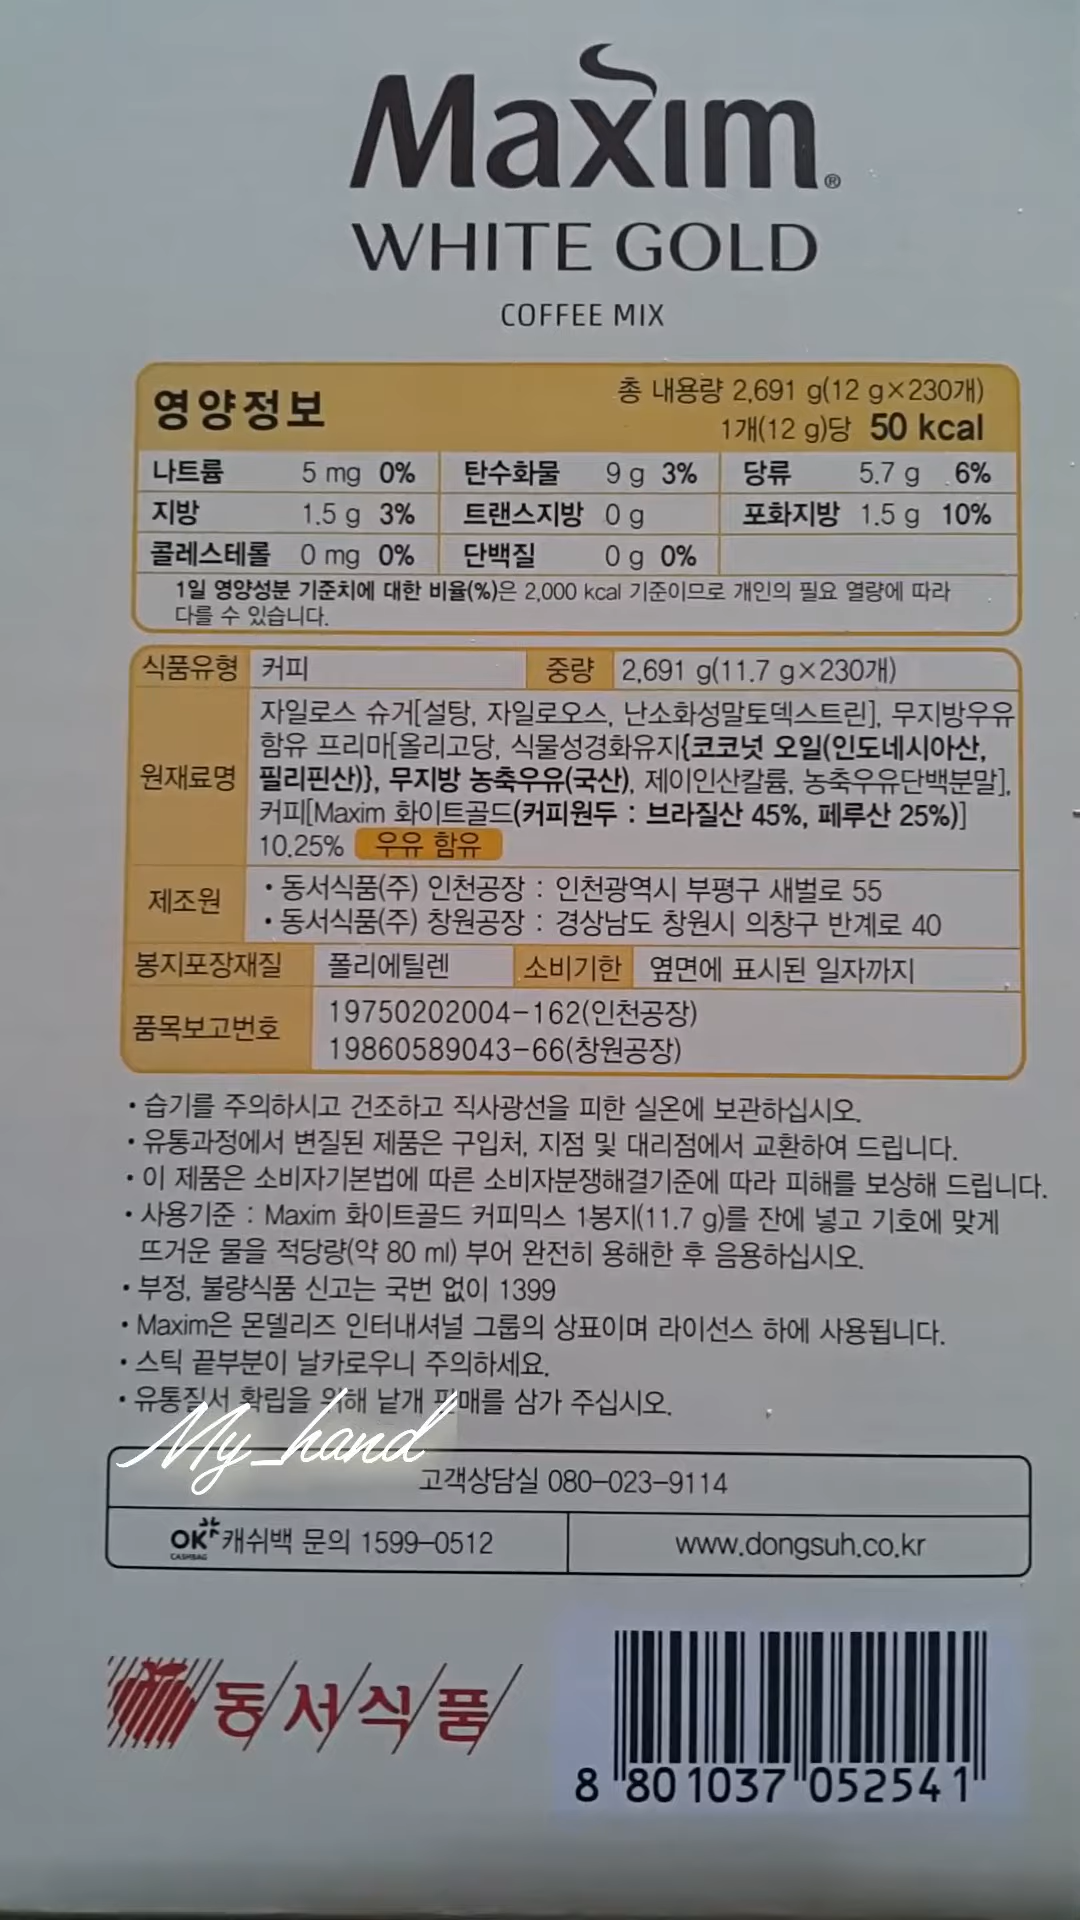 Maxim®
WHITE GOLD
COFFEE MIX
영양정보
총 내용량 2,691 g(12 g×230개)
1개(12 g)당 50 kcal
나트륨 5 mg 0% 탄수화물 9 g 3% 당류 5.7 g 6%
지방 1.5 g 3% 트랜스지방 0 g 포화지방 1.5 g 10%
콜레스테롤 0 mg 0% 단백질 0 g 0%
1일 영양성분 기준치에 대한 비율(%)은 2,000 kcal 기준이므로 개인의 필요 열량에 따라
다를 수 있습니다.
식품유형 커피 중량 2,691 g(11.7 g×230개)
원재료명
자일로스 슈거[설탕, 자일로오스, 난소화성말토덱스트린], 무지방우유
함유 프리마[올리고당, 식물성경화유지{코코넛 오일(인도네시아산,
필리핀산)}, 무지방 농축우유(국산), 제이인산칼륨, 농축우유단백분말],
커피[Maxim 화이트골드(커피원두 : 브라질산 45%, 페루산 25%)]
10.25% 우유 함유
제조원
• 동서식품(주) 인천공장 : 인천광역시 부평구 새벌로 55
• 동서식품(주) 창원공장 : 경상남도 창원시 의창구 반계로 40
봉지포장재질 폴리에틸렌 소비기한 옆면에 표시된 일자까지
품목보고번호
19750202004-162(인천공장)
19860589043-66(창원공장)
• 습기를 주의하시고 건조하고 직사광선을 피한 실온에 보관하십시오.
• 유통과정에서 변질된 제품은 구입처, 지점 및 대리점에서 교환하여 드립니다.
• 이 제품은 소비자기본법에 따른 소비자분쟁해결기준에 따라 피해를 보상해 드립니다.
• 사용기준 : Maxim 화이트골드 커피믹스 1봉지(11.7 g)를 잔에 넣고 기호에 맞게
뜨거운 물을 적당량(약 80 ml) 부어 완전히 용해한 후 음용하십시오.
• 부정, 불량식품 신고는 국번 없이 1399
• Maxim은 몬델리즈 인터내셔널 그룹의 상표이며 라이선스 하에 사용됩니다.
• 스틱 끝부분이 날카로우니 주의하세요.
• 유통질서 확립을 위해 낱개 판매를 삼가 주십시오.
My_hand
고객상담실 080-023-9114
OK CASHBAG 캐쉬백 문의 1599-0512
www.dongsuh.co.kr
동서식품
8 801037 052541